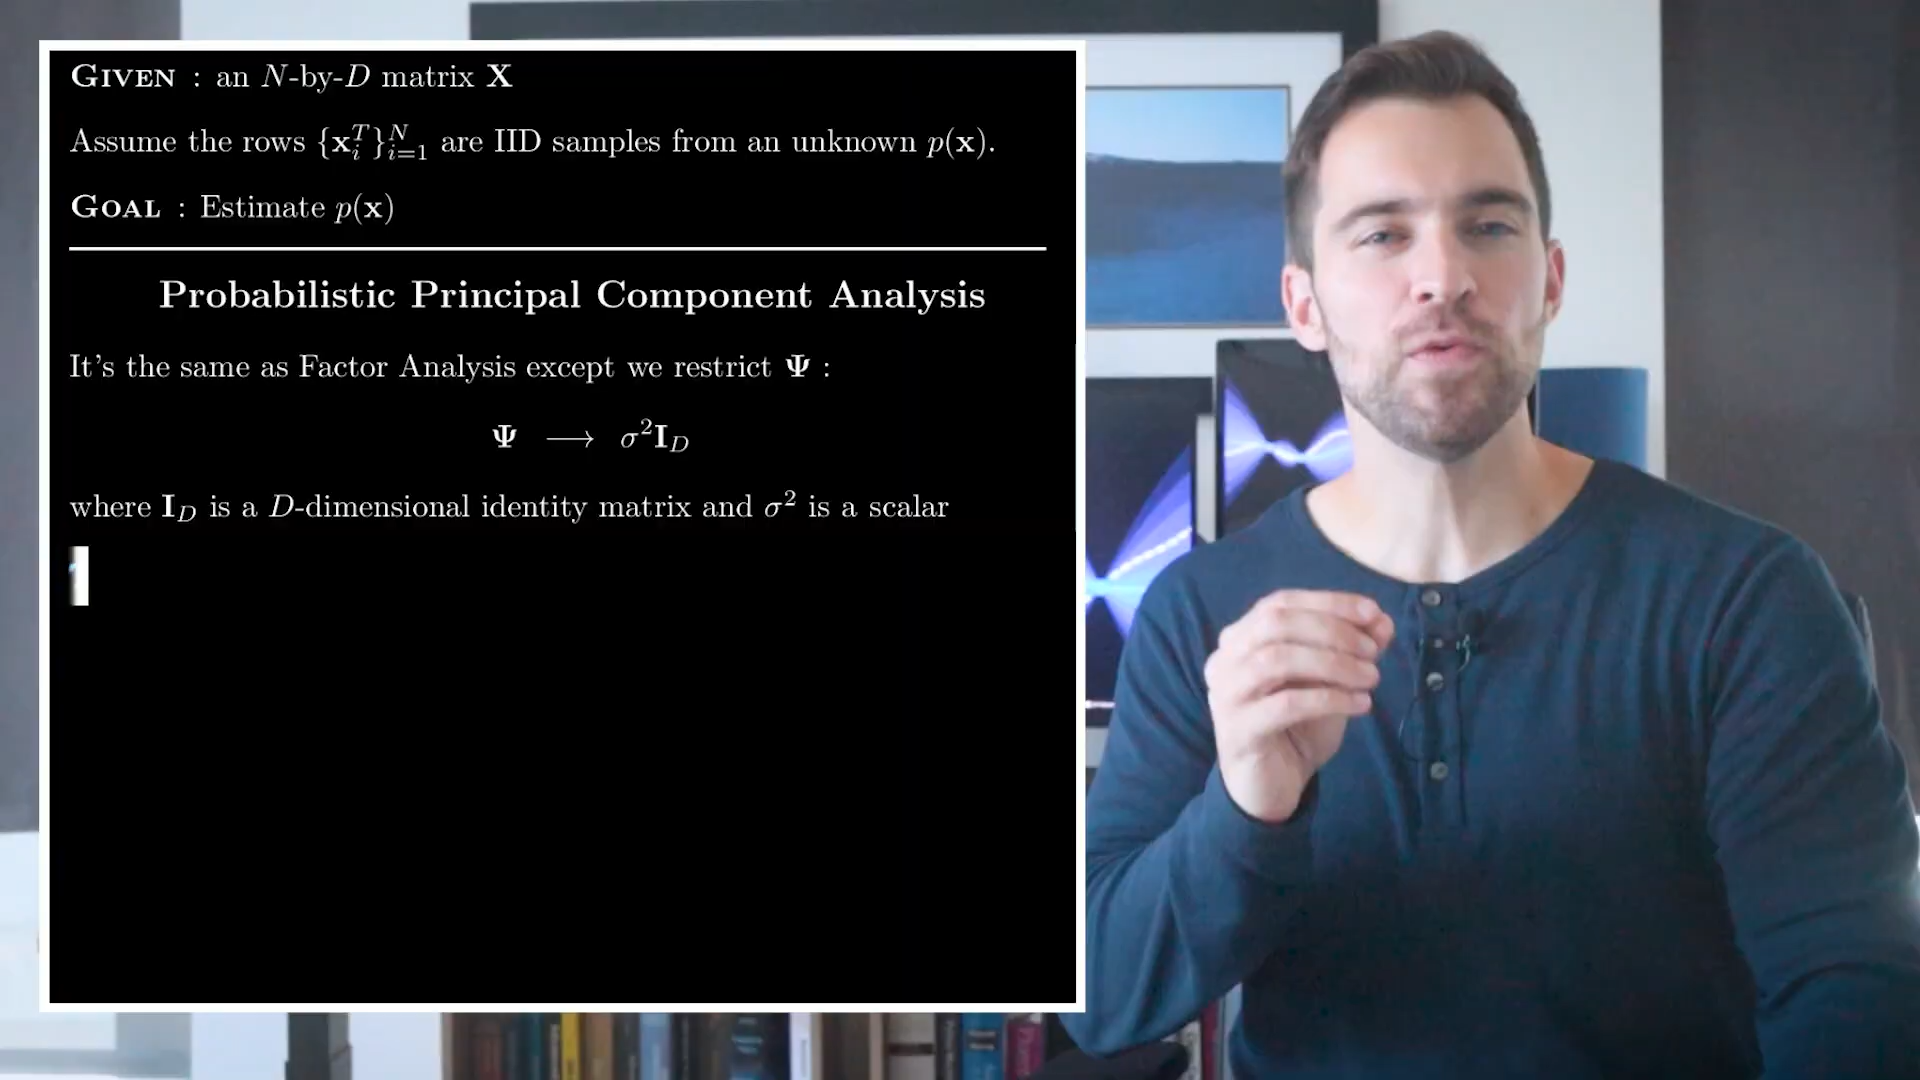 GIVEN : an N-by-D matrix X
Assume the rows {x_i^T}_{i=1}^N are IID samples from an unknown p(x).
GOAL : Estimate p(x)
Probabilistic Principal Component Analysis
It's the same as Factor Analysis except we restrict Ψ :
Ψ ⟶ σ²I_D
where I_D is a D-dimensional identity matrix and σ² is a scalar